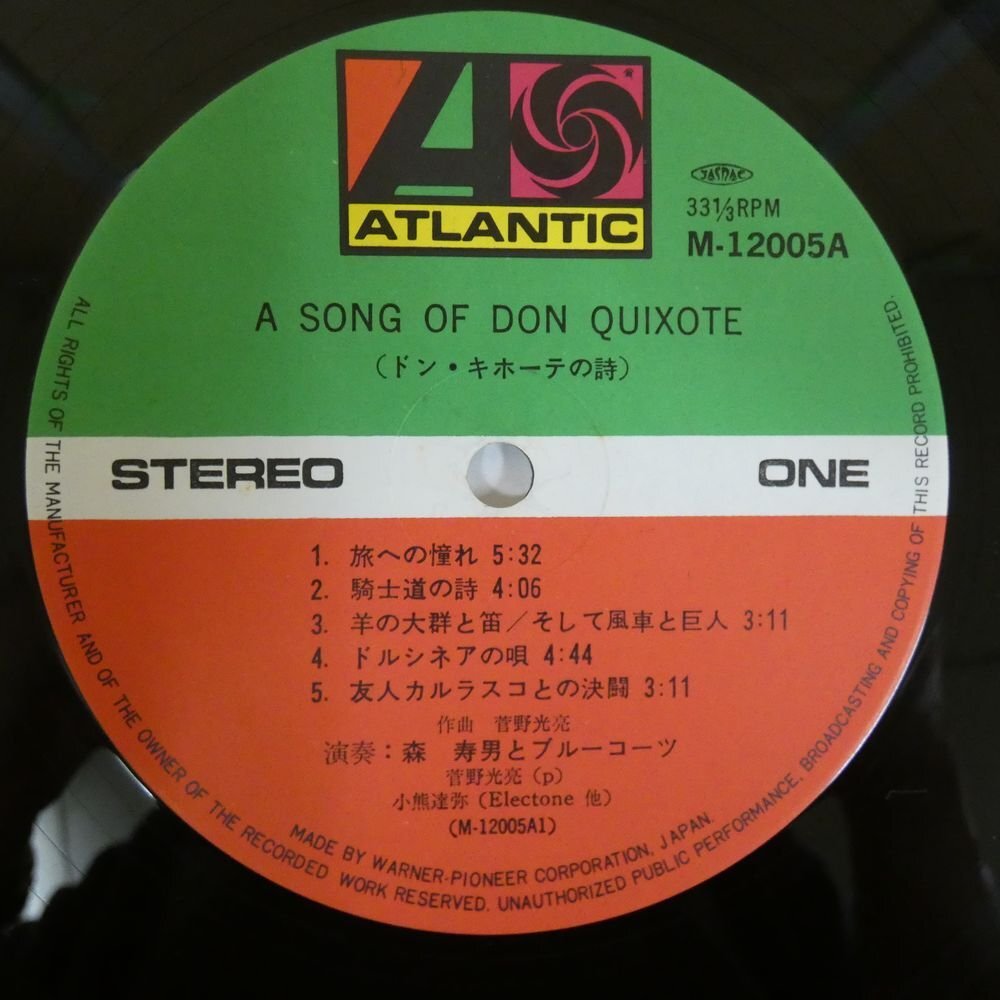 ATLANTIC
JASRAC
33 1/3 RPM
M-12005A
A SONG OF DON QUIXOTE
(ドン・キホーテの詩)
STEREO
ONE
1. 旅への憧れ 5:32
2. 騎士道の詩 4:06
3. 羊の大群と笛/そして風車と巨人 3:11
4. ドルシネアの唄 4:44
5. 友人カルラスコとの決闘 3:11
作曲 菅野光亮
演奏:森 寿男とブルーコーツ
菅野光亮(p)
小熊達弥(Electone 他)
(M-12005A1)
MADE BY WARNER-PIONEER CORPORATION, JAPAN.
ALL RIGHTS OF THE MANUFACTURER AND OF THE OWNER OF THE RECORDED WORK RESERVED. UNAUTHORIZED PUBLIC PERFORMANCE, BROADCASTING AND COPYING OF THIS RECORD PROHIBITED.